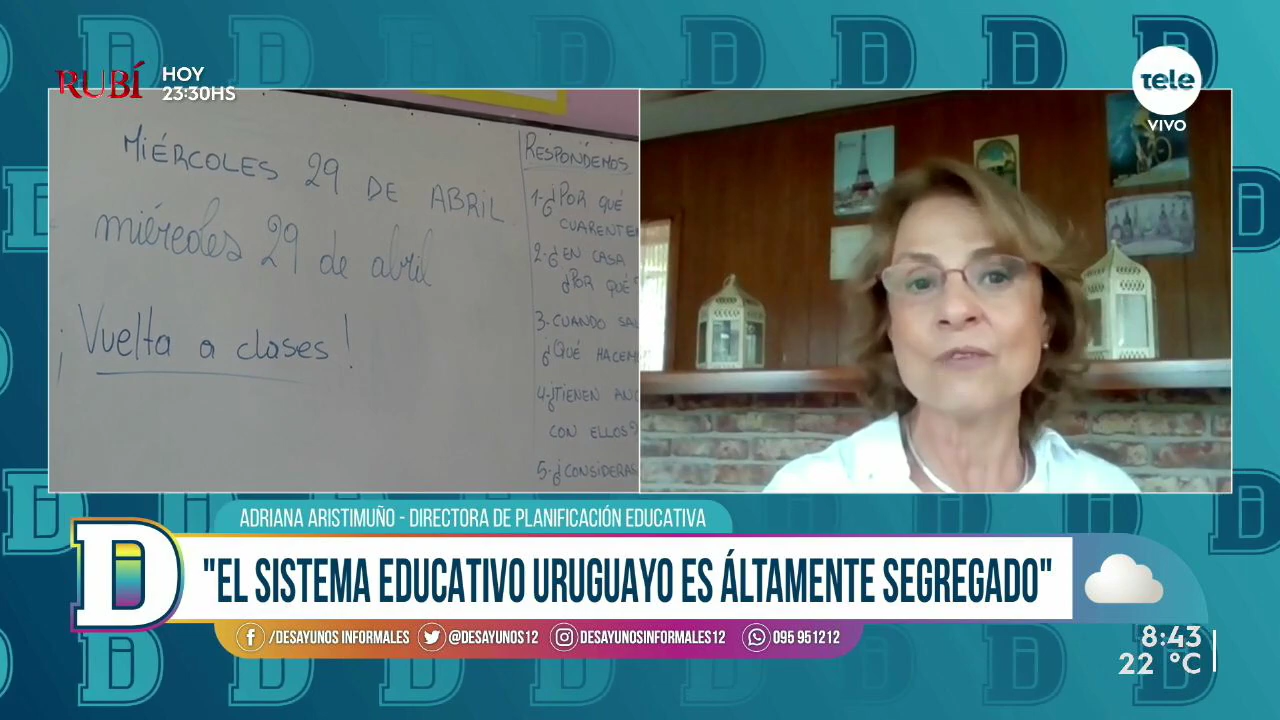 RUBÍ
HOY
23:30HS
tele
VIVO
MIÉRCOLES 29 DE ABRIL
miércoles 29 de abril
¡Vuelta a clases!
RESPONDEMOS
1-¿POR QUÉ
CUARENTE
2-¿EN CASA
¿POR QUÉ?
3-CUANDO SAL
¿QUÉ HACEM
4-¿TIENEN
CON ELLOS?
5-¿CONSIDERAS
ADRIANA ARISTIMUÑO - DIRECTORA DE PLANIFICACIÓN EDUCATIVA
D
"EL SISTEMA EDUCATIVO URUGUAYO ES ÁLTAMENTE SEGREGADO"
/DESAYUNOS INFORMALES @DESAYUNOS12 DESAYUNOSINFORMALES12 095 951212
8:43
22 °C